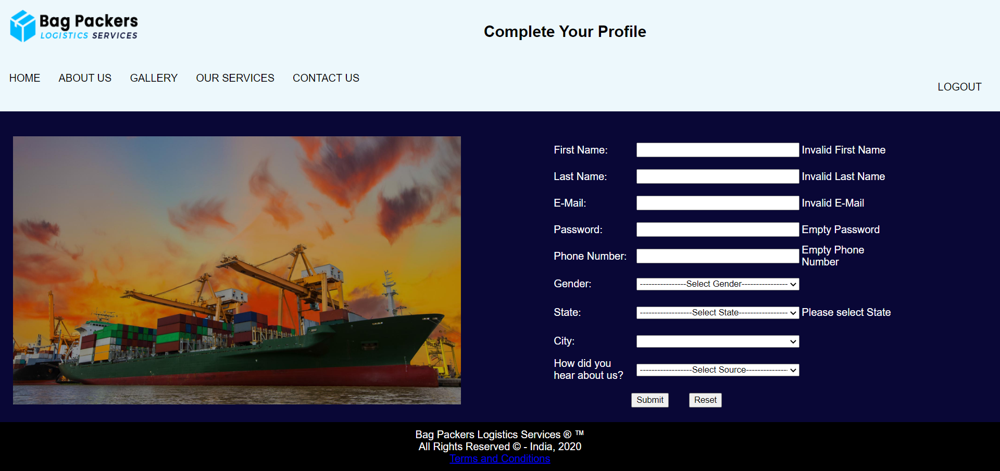 Bag Packers
LOGISTICS SERVICES
Complete Your Profile
HOME ABOUT US GALLERY OUR SERVICES CONTACT US
LOGOUT
First Name: Invalid First Name
Last Name: Invalid Last Name
E-Mail: Invalid E-Mail
Password: Empty Password
Phone Number: Empty Phone
Number
Gender: ----------------Select Gender----------------
State: ------------------Select State----------------- Please select State
City:
How did you
hear about us? ------------------Select Source---------------
Submit Reset
Bag Packers Logistics Services ® ™
All Rights Reserved © - India, 2020
Terms and Conditions